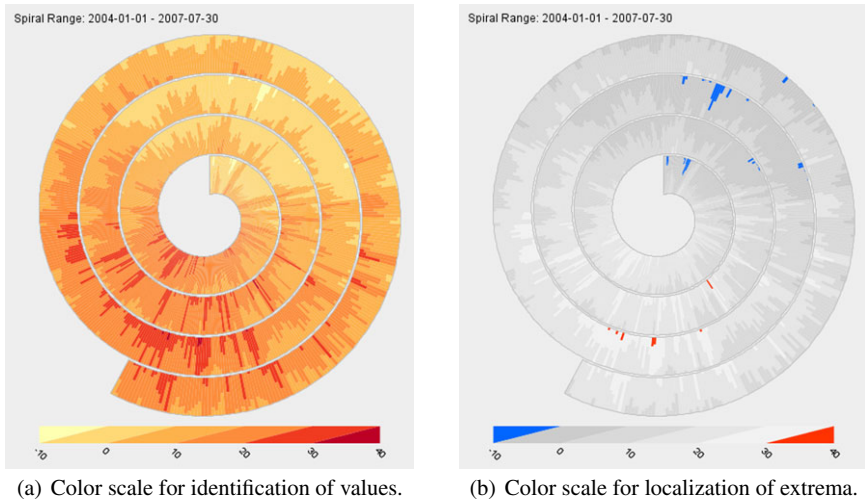 Spiral Range: 2004-01-01 - 2007-07-30
-10 0 10 20 30 40
(a) Color scale for identification of values.
Spiral Range: 2004-01-01 - 2007-07-30
-10 0 10 20 30 40
(b) Color scale for localization of extrema.